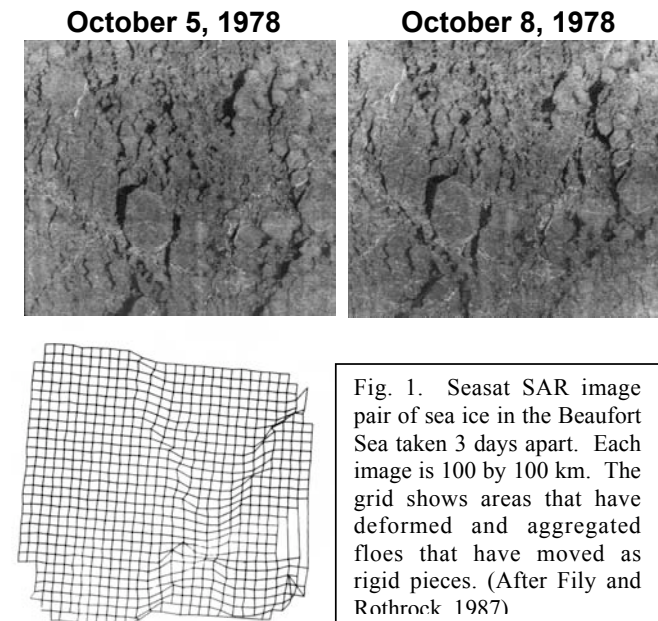 October 5, 1978
October 8, 1978
Fig. 1. Seasat SAR image
pair of sea ice in the Beaufort
Sea taken 3 days apart. Each
image is 100 by 100 km. The
grid shows areas that have
deformed and aggregated
floes that have moved as
rigid pieces. (After Fily and
Rothrock, 1987)